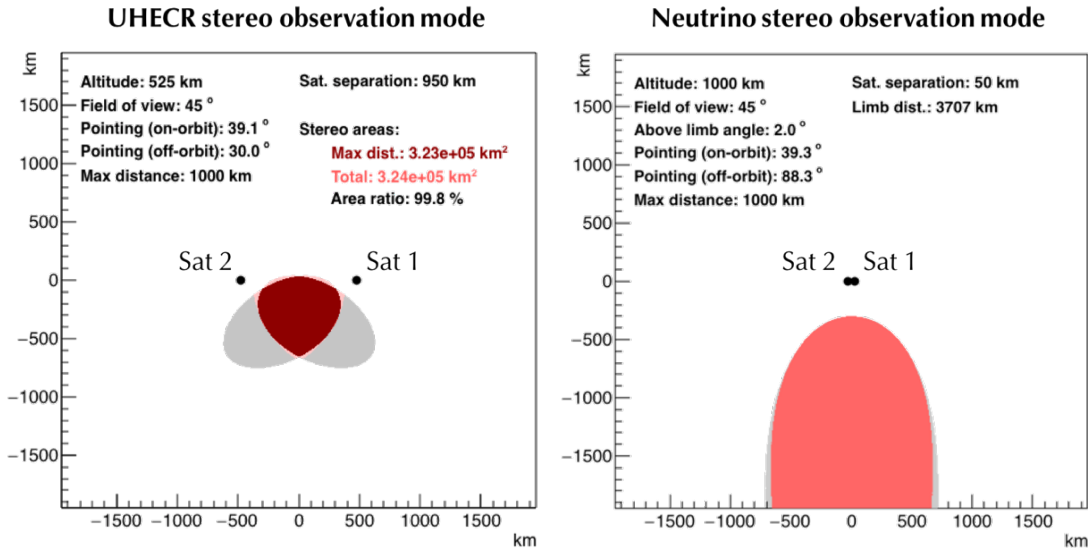 UHECR stereo observation mode
km
Altitude: 525 km
Field of view: 45 °
Pointing (on-orbit): 39.1 °
Pointing (off-orbit): 30.0 °
Max distance: 1000 km
Sat. separation: 950 km
Stereo areas:
Max dist.: 3.23e+05 km²
Total: 3.24e+05 km²
Area ratio: 99.8 %
1500
1000
500
0
−500
−1000
−1500
Sat 2
Sat 1
−1500 −1000 −500 0 500 1000 1500
km
Neutrino stereo observation mode
km
Altitude: 1000 km
Field of view: 45 °
Above limb angle: 2.0 °
Pointing (on-orbit): 39.3 °
Pointing (off-orbit): 88.3 °
Max distance: 1000 km
Sat. separation: 50 km
Limb dist.: 3707 km
1500
1000
500
0
−500
−1000
−1500
Sat 2
Sat 1
−1500 −1000 −500 0 500 1000 1500
km